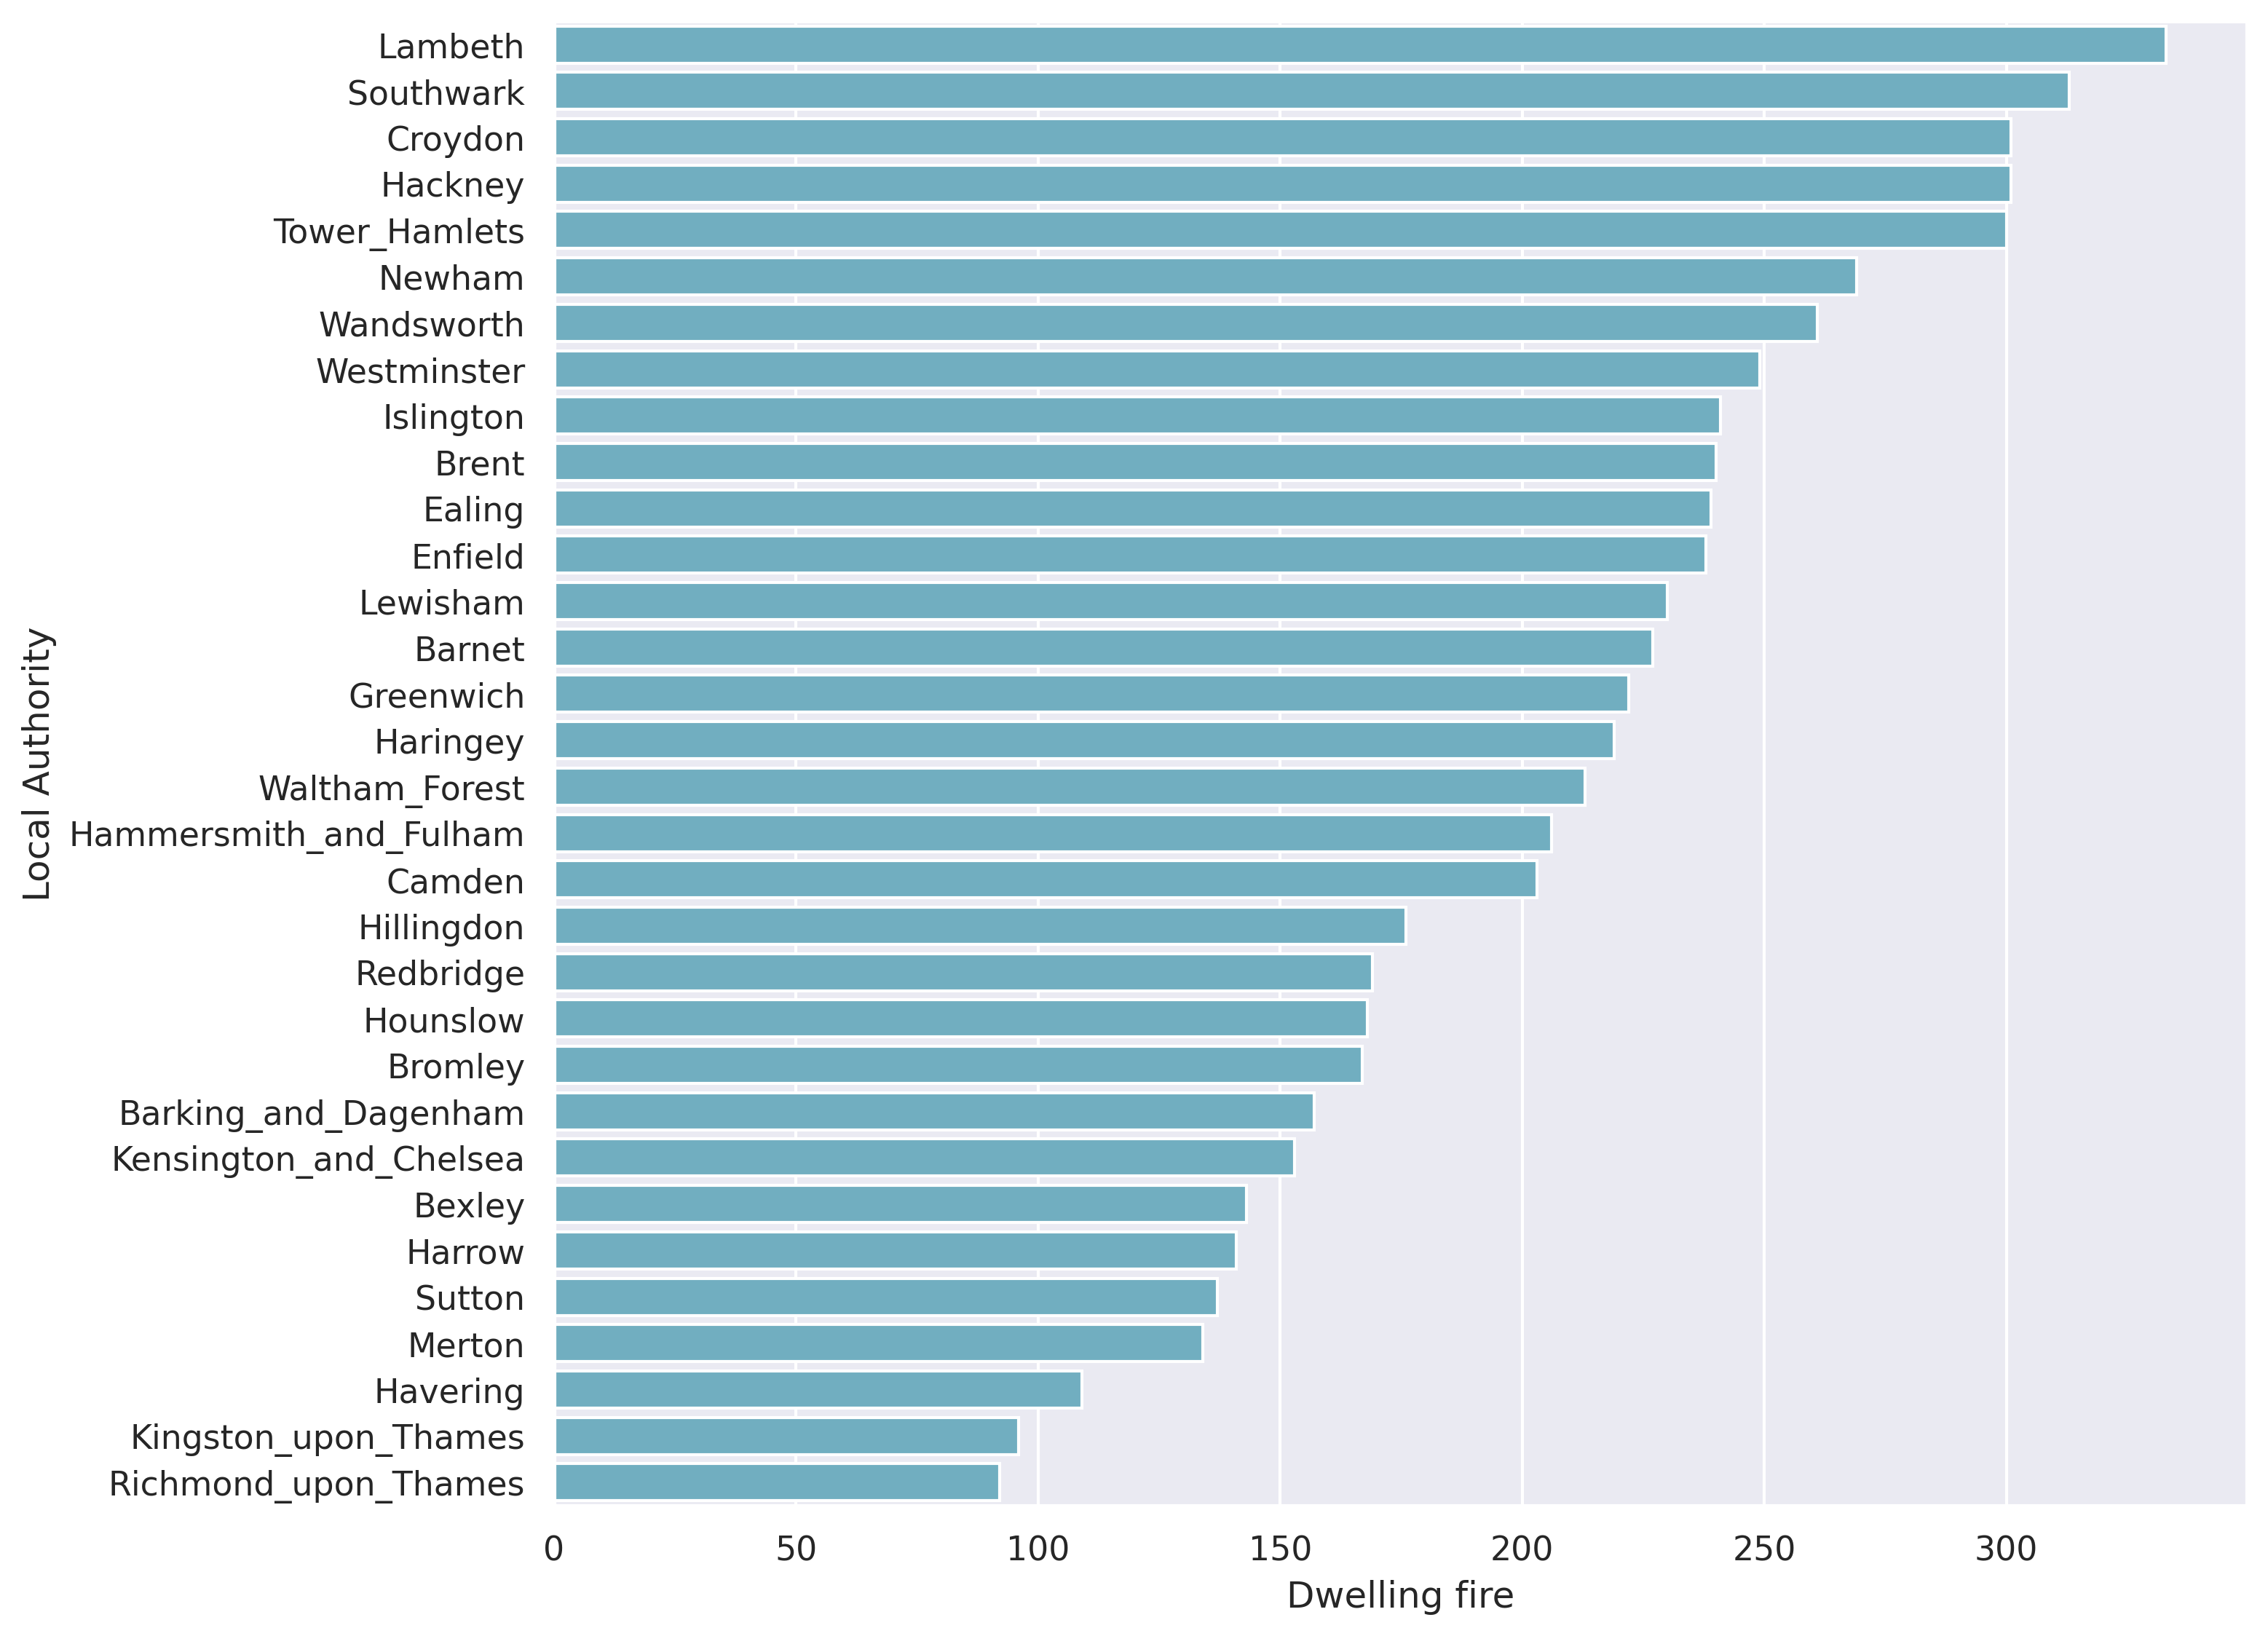 Lambeth
Southwark
Croydon
Hackney
Tower_Hamlets
Newham
Wandsworth
Westminster
Islington
Brent
Ealing
Enfield
Lewisham
Barnet
Greenwich
Haringey
Waltham_Forest
Hammersmith_and_Fulham
Camden
Hillingdon
Redbridge
Hounslow
Bromley
Barking_and_Dagenham
Kensington_and_Chelsea
Bexley
Harrow
Sutton
Merton
Havering
Kingston_upon_Thames
Richmond_upon_Thames
Local Authority
0 50 100 150 200 250 300
Dwelling fire